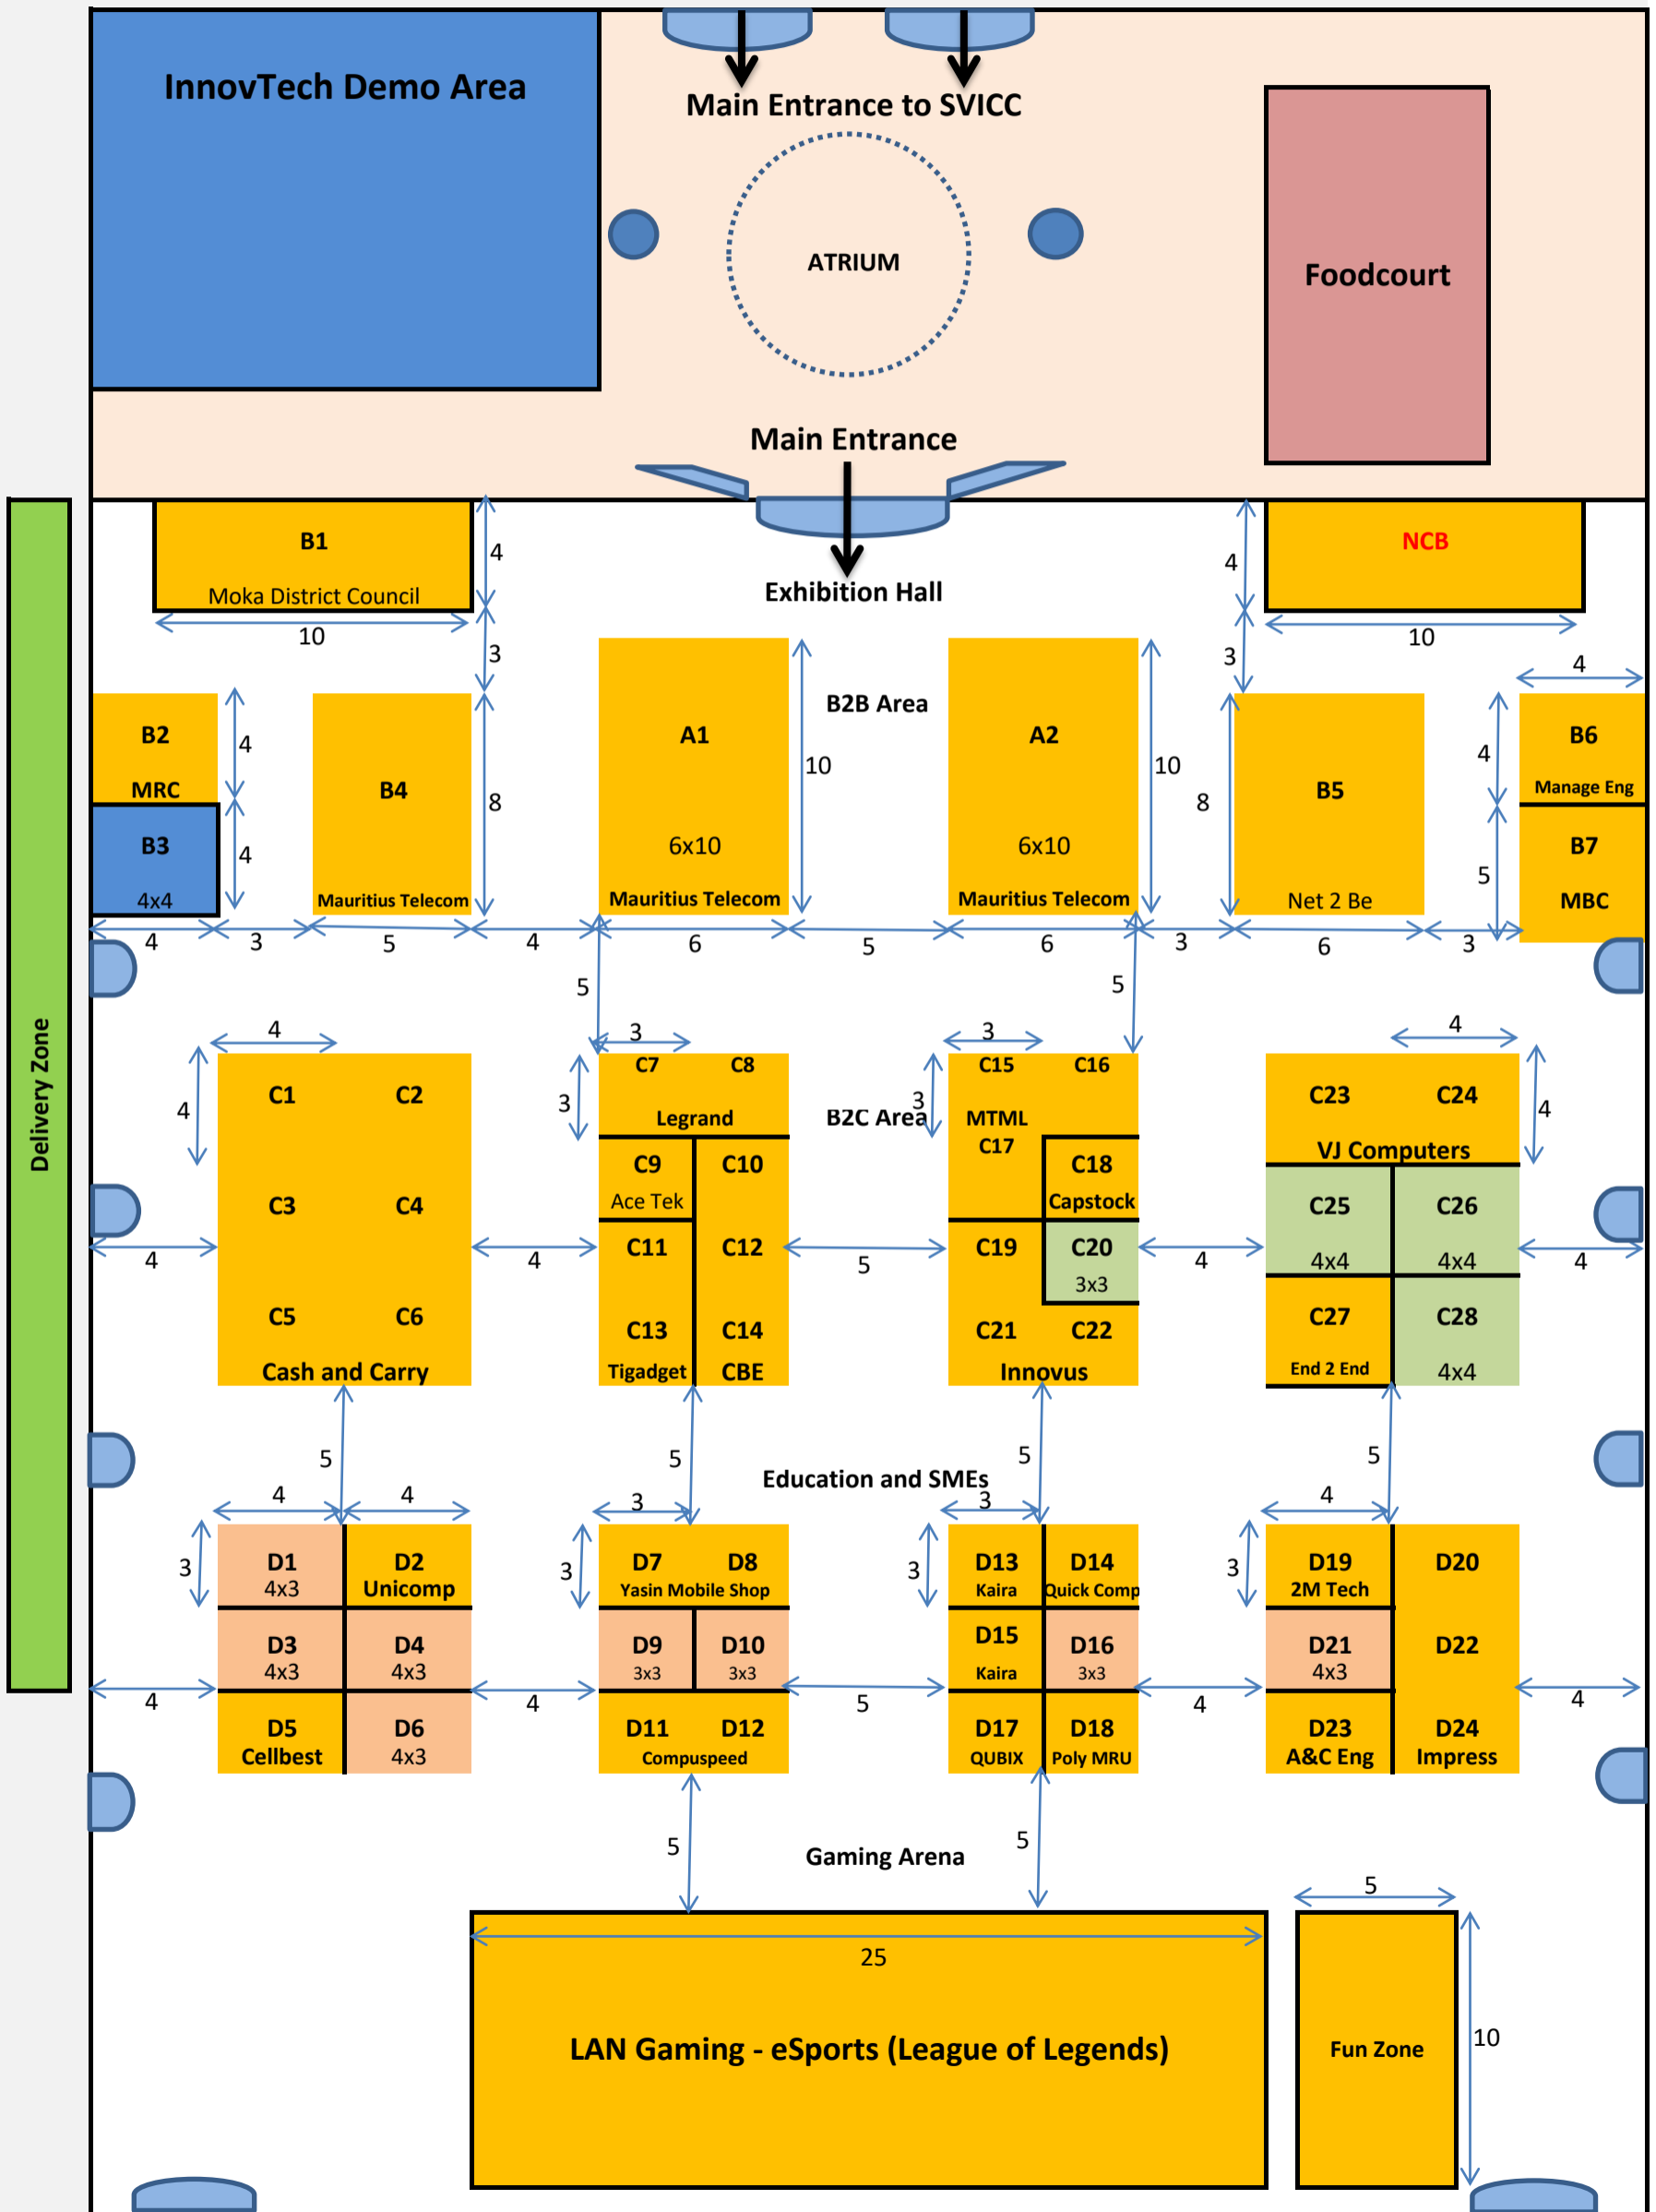 InnovTech Demo Area
Main Entrance to SVICC
ATRIUM
Foodcourt
Main Entrance
B1
Moka District Council
10
4
3
Exhibition Hall
4
3
NCB
10
4
B2
MRC
4
B3
4x4
4
B4
Mauritius Telecom
8
A1
6x10
Mauritius Telecom
10
B2B Area
A2
6x10
Mauritius Telecom
10
8
B5
Net 2 Be
4
5
B6
Manage Eng
B7
MBC
4
3
5
4
6
5
6
3
6
3
5
5
Delivery Zone
4
4
C1
C2
C3
C4
C5
C6
Cash and Carry
4
4
3
3
C7
C8
Legrand
C9
Ace Tek
C10
C11
C12
C13
Tigadget
C14
CBE
B2C Area
5
3
3
C15
C16
MTML
C17
C18
Capstock
C19
C20
3x3
C21
C22
Innovus
4
4
4
C23
C24
VJ Computers
C25
4x4
C26
4x4
C27
End 2 End
C28
4x4
4
5
5
5
5
Education and SMEs
4
4
3
D1
4x3
D2
Unicomp
D3
4x3
D4
4x3
D5
Cellbest
D6
4x3
4
4
3
3
D7
D8
Yasin Mobile Shop
D9
3x3
D10
3x3
D11
D12
Compuspeed
5
3
3
D13
Kaira
D14
Quick Comp
D15
Kaira
D16
3x3
D17
QUBIX
D18
Poly MRU
4
4
3
D19
2M Tech
D20
D21
4x3
D22
D23
A&C Eng
D24
Impress
4
5
5
Gaming Arena
25
LAN Gaming - eSports (League of Legends)
5
Fun Zone
10